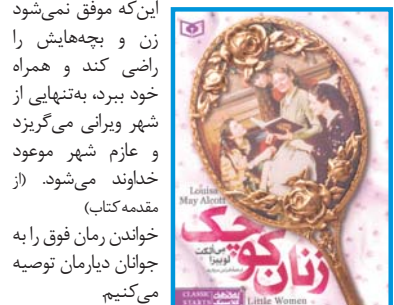 این‌که موفق نمی‌شود
زن و بچه‌هایش را
راضی کند و همراه
خود ببرد، به‌تنهایی از
شهر ویرانی می‌گریزد
و عازم شهر موعود
خداوند می‌شود. (از
مقدمه کتاب)
خواندن رمان فوق را به
جوانان دیارمان توصیه
می‌کنیم.
Louisa
May Alcott
زنان کوچک
می‌آلکت
لوییزا
CLASSIC
STARTS
Little Women